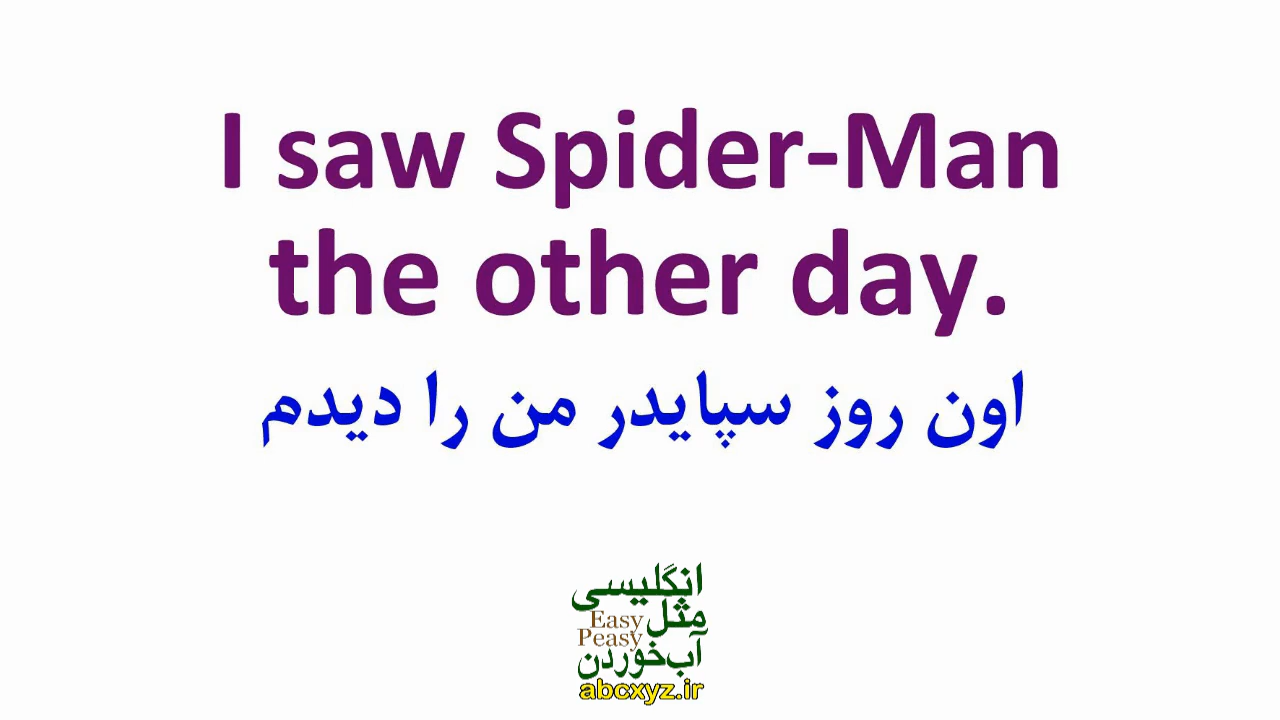 I saw Spider-Man
the other day.
اون روز سپایدر من را دیدم
انگلیسی
مثل
Easy
Peasy
آب‌خوردن
abcxyz.ir